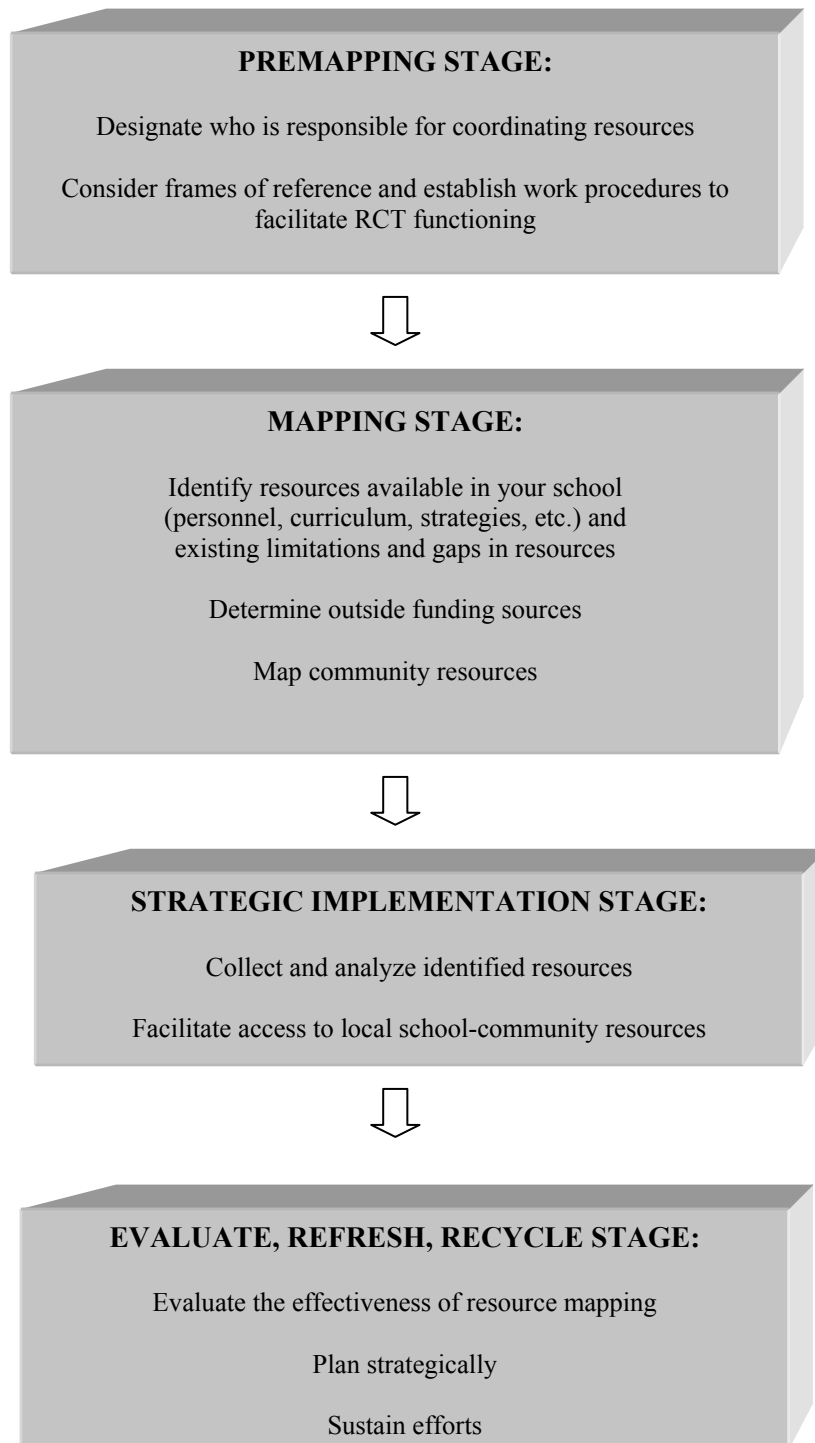 PREMAPPING STAGE:
Designate who is responsible for coordinating resources
Consider frames of reference and establish work procedures to
facilitate RCT functioning
MAPPING STAGE:
Identify resources available in your school
(personnel, curriculum, strategies, etc.) and
existing limitations and gaps in resources
Determine outside funding sources
Map community resources
STRATEGIC IMPLEMENTATION STAGE:
Collect and analyze identified resources
Facilitate access to local school-community resources
EVALUATE, REFRESH, RECYCLE STAGE:
Evaluate the effectiveness of resource mapping
Plan strategically
Sustain efforts